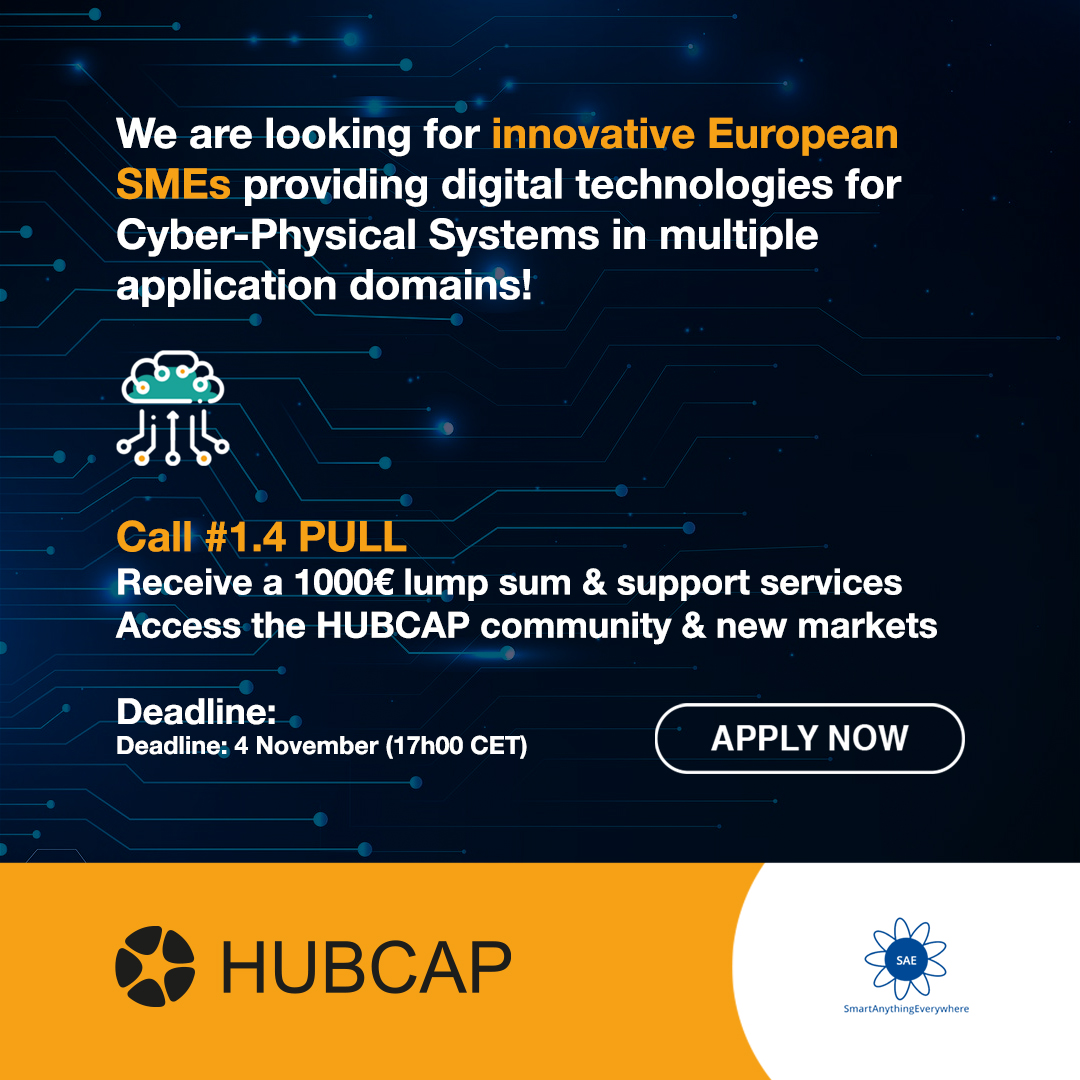 We are looking for innovative European
SMEs providing digital technologies for
Cyber-Physical Systems in multiple
application domains!
Call #1.4 PULL
Receive a 1000€ lump sum & support services
Access the HUBCAP community & new markets
Deadline:
Deadline: 4 November (17h00 CET)
APPLY NOW
HUBCAP
SAE
SmartAnythingEverywhere